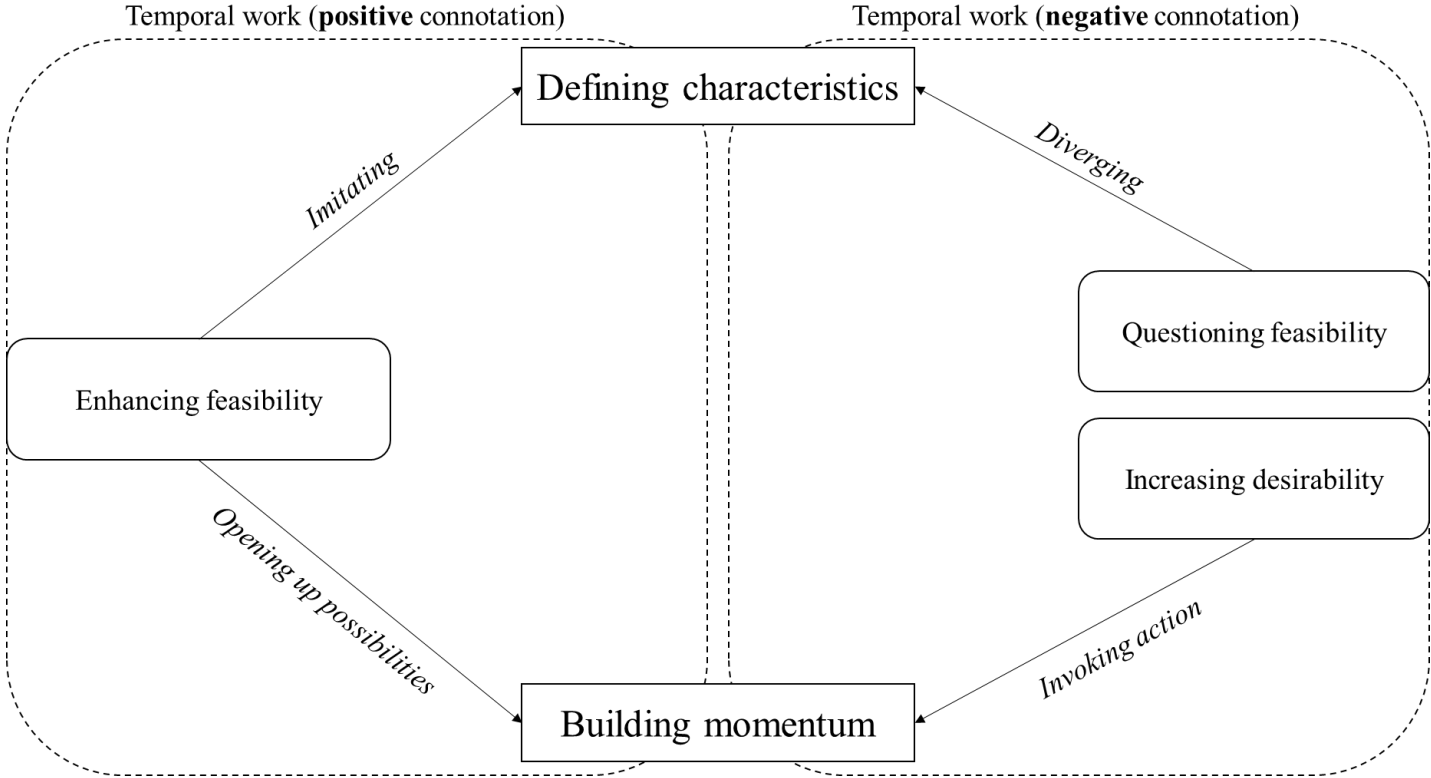 Temporal work (positive connotation)
Temporal work (negative connotation)
Defining characteristics
Imitating
Diverging
Questioning feasibility
Enhancing feasibility
Increasing desirability
Opening up possibilities
Invoking action
Building momentum